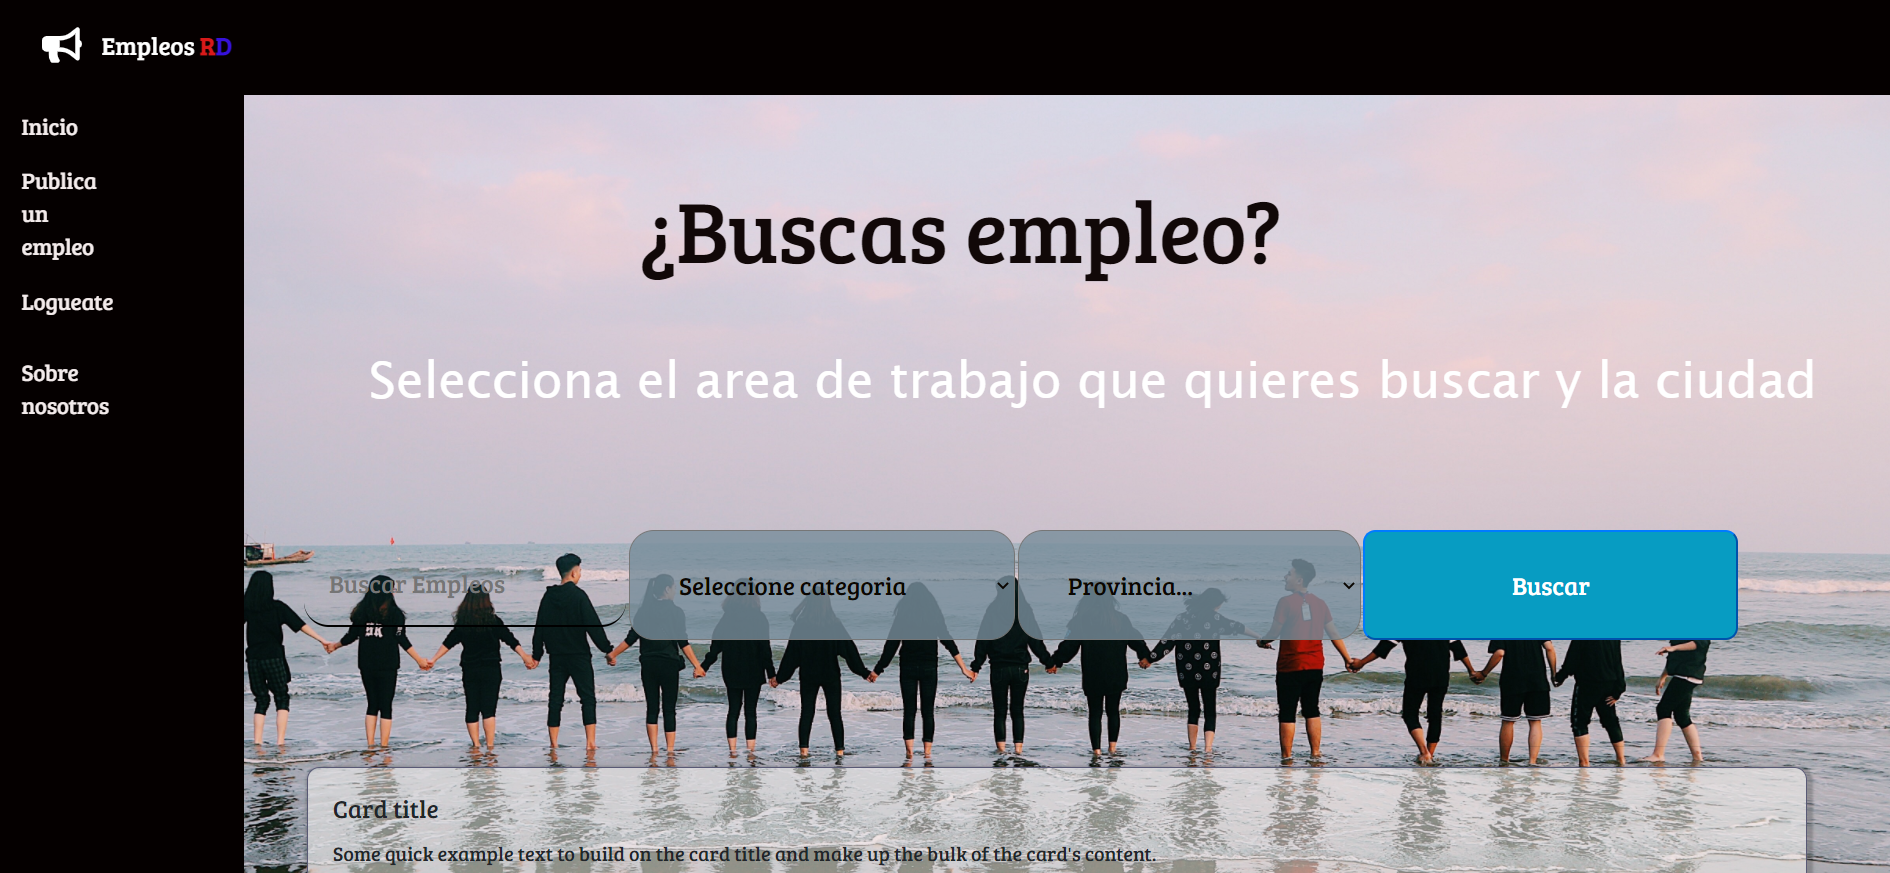 Empleos RD
Inicio
Publica
un
empleo
Logueate
Sobre
nosotros
¿Buscas empleo?
Selecciona el area de trabajo que quieres buscar y la ciudad
Buscar Empleos
Seleccione categoria
Provincia...
Buscar
Card title
Some quick example text to build on the card title and make up the bulk of the card's content.